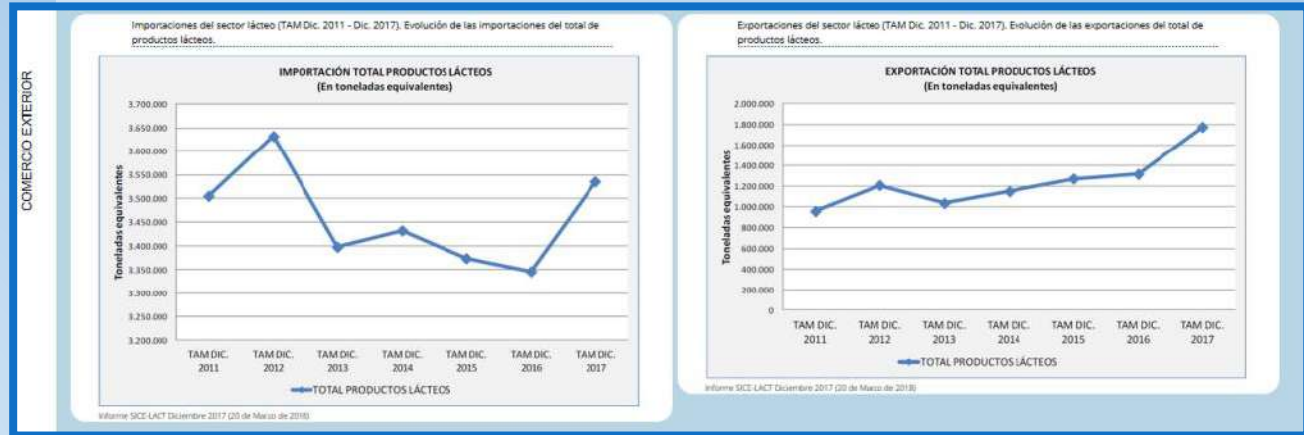 COMERCO EXTERIOR
Importaciones del sector lácteo (TAM Dic. 2011 - Dic. 2017). Evolución de las importaciones del total de
productos lácteos.
IMPORTACIÓN TOTAL PRODUCTOS LÁCTEOS
(En toneladas equivalentes)
Toneladas equivalentes
3.700.000
3.650.000
3.600.000
3.550.000
3.500.000
3.450.000
3.400.000
3.350.000
3.300.000
3.250.000
3.200.000
TAM DIC. TAM DIC. TAM DIC. TAM DIC. TAM DIC. TAM DIC. TAM DIC.
2011 2012 2013 2014 2015 2016 2017
TOTAL PRODUCTOS LÁCTEOS
Informe SICE-LACT Diciembre 2017 (20 de Marzo de 2018)
Exportaciones del sector lácteo (TAM Dic. 2011 - Dic. 2017). Evolución de las exportaciones del total de
productos lácteos.
EXPORTACIÓN TOTAL PRODUCTOS LÁCTEOS
(En toneladas equivalentes)
Toneladas equivalentes
2.000.000
1.800.000
1.600.000
1.400.000
1.200.000
1.000.000
800.000
600.000
400.000
200.000
0
TAM DIC. TAM DIC. TAM DIC. TAM DIC. TAM DIC. TAM DIC. TAM DIC.
2011 2012 2013 2014 2015 2016 2017
TOTAL PRODUCTOS LÁCTEOS
Informe SICE-LACT Diciembre 2017 (20 de Marzo de 2018)